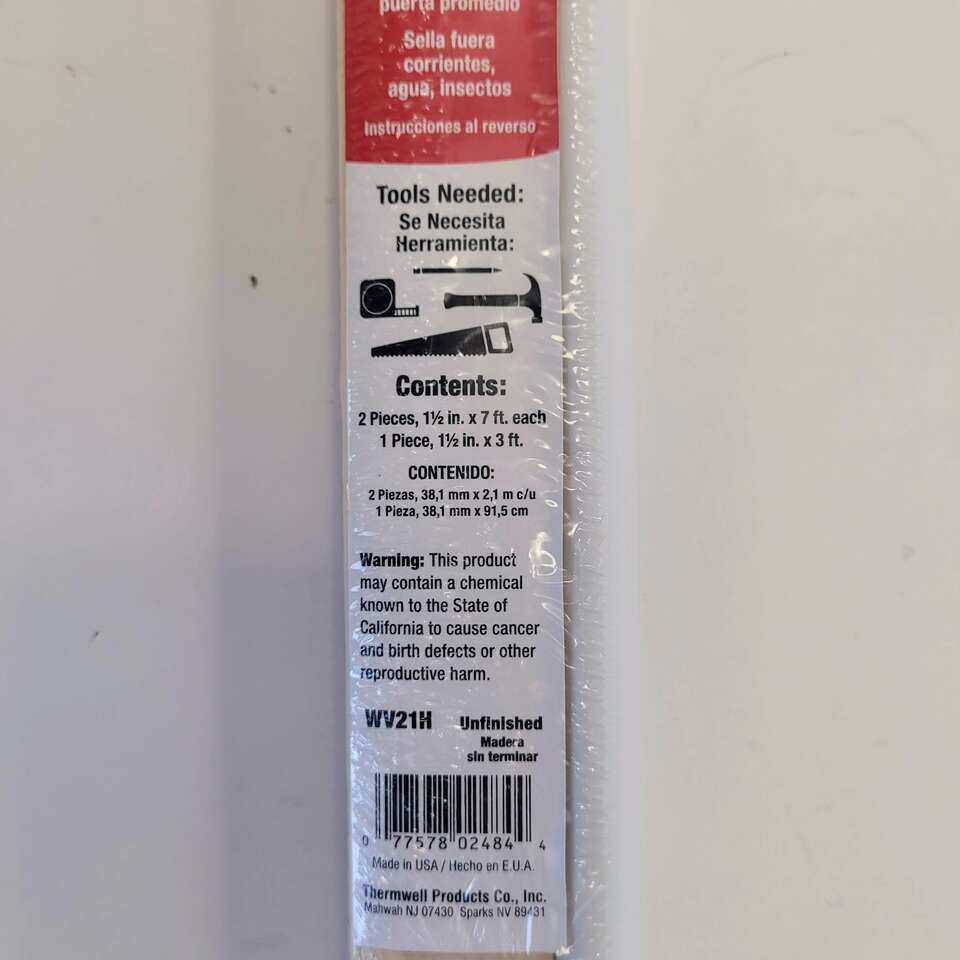 puerta promedio
Sella fuera
corrientes,
agua, insectos
Instrucciones al reverso
Tools Needed:
Se Necesita
Herramienta:
Contents:
2 Pieces, 1½ in. x 7 ft. each
1 Piece, 1½ in. x 3 ft.
CONTENIDO:
2 Piezas, 38,1 mm x 2,1 m c/u
1 Pieza, 38,1 mm x 91,5 cm
Warning: This product
may contain a chemical
known to the State of
California to cause cancer
and birth defects or other
reproductive harm.
WV21H Unfinished
Madera
sin terminar
0 77578 02484 4
Made in USA / Hecho en E.U.A.
Thermwell Products Co., Inc.
Mahwah NJ 07430 Sparks NV 89431